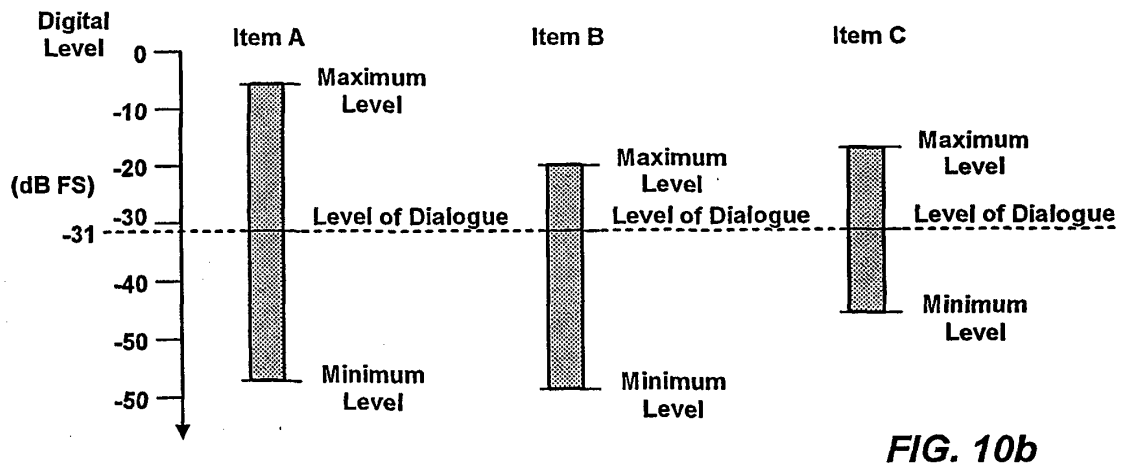 Digital
Level
0
Item A
Item B
Item C
Maximum
Level
Maximum
Level
Maximum
Level
-10
-20
(dB FS)
-30
-31
Level of Dialogue
Level of Dialogue
Level of Dialogue
-40
-50
-50
Minimum
Level
Minimum
Level
Minimum
Level
FIG. 10b